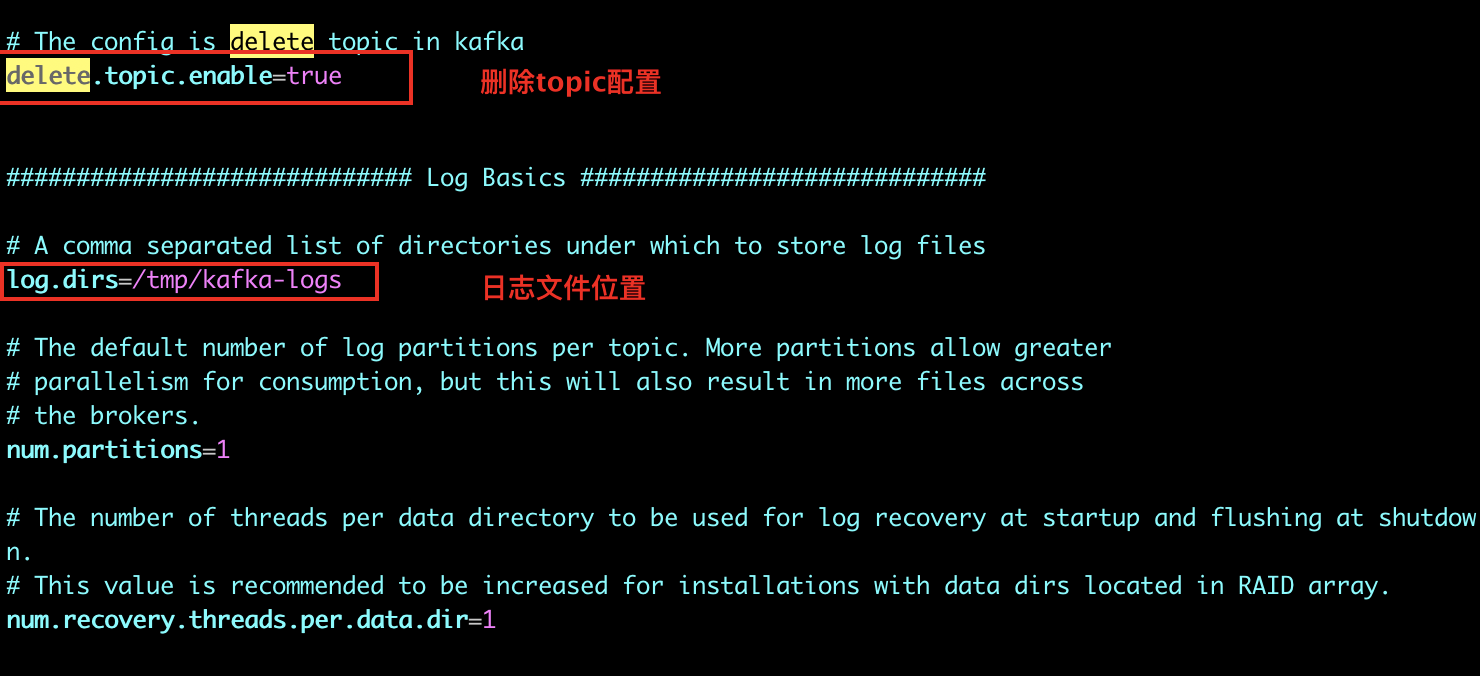 # The config is delete topic in kafka
delete.topic.enable=true
删除topic配置
############################# Log Basics #############################
# A comma separated list of directories under which to store log files
log.dirs=/tmp/kafka-logs
日志文件位置
# The default number of log partitions per topic. More partitions allow greater
# parallelism for consumption, but this will also result in more files across
# the brokers.
num.partitions=1
# The number of threads per data directory to be used for log recovery at startup and flushing at shutdow
n.
# This value is recommended to be increased for installations with data dirs located in RAID array.
num.recovery.threads.per.data.dir=1